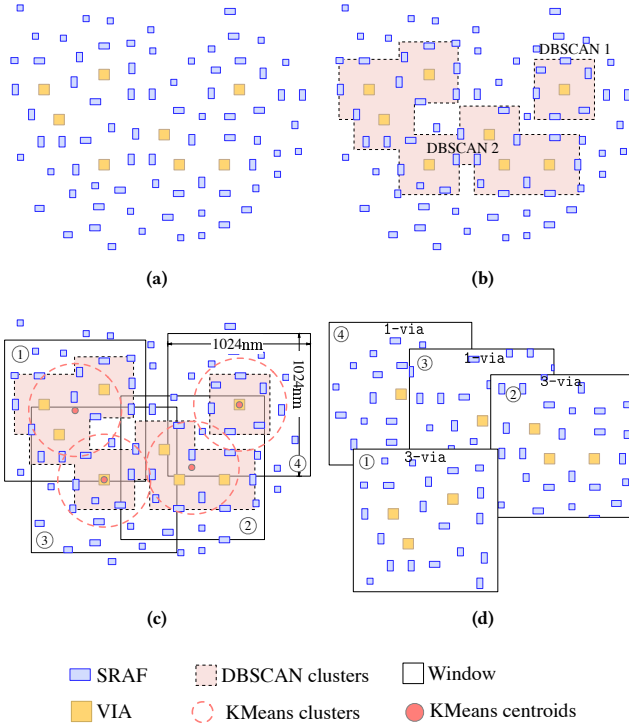 DBSCAN 1
DBSCAN 2
(a)
(b)
1
1024nm
1024nm
4
2
3
4
1-via
3
1-via
3-via
2
1
3-via
(c)
(d)
SRAF
DBSCAN clusters
Window
VIA
KMeans clusters
KMeans centroids